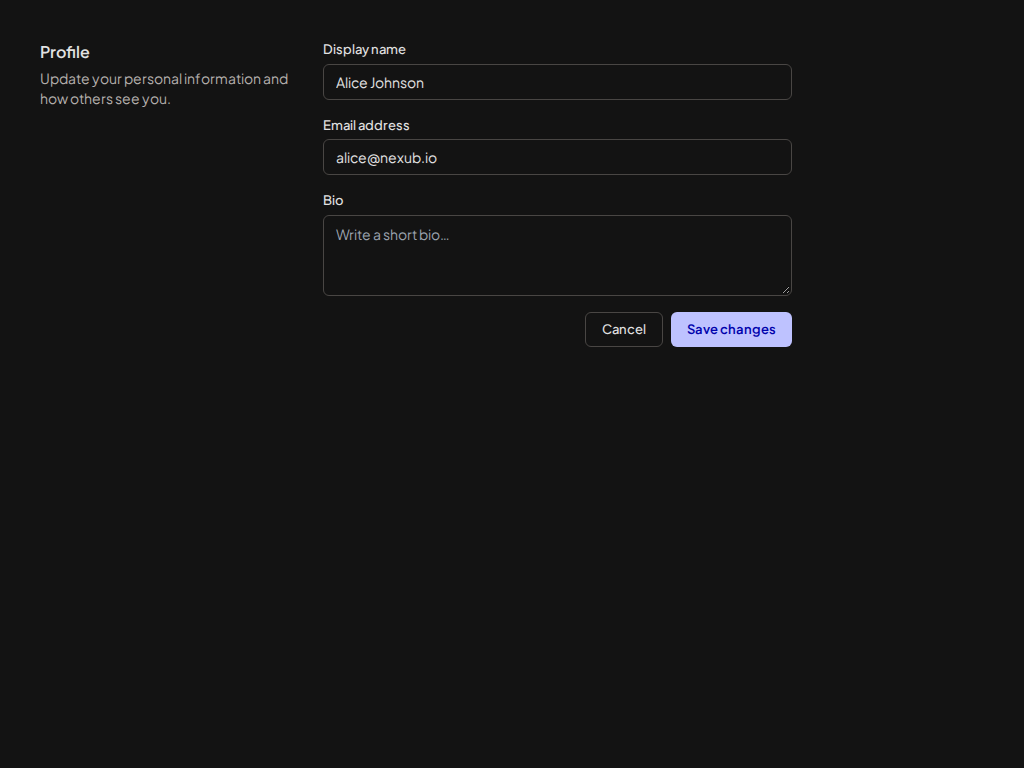 Profile
Update your personal information and
how others see you.
Display name
Alice Johnson
Email address
alice@nexub.io
Bio
Write a short bio…
Cancel
Save changes